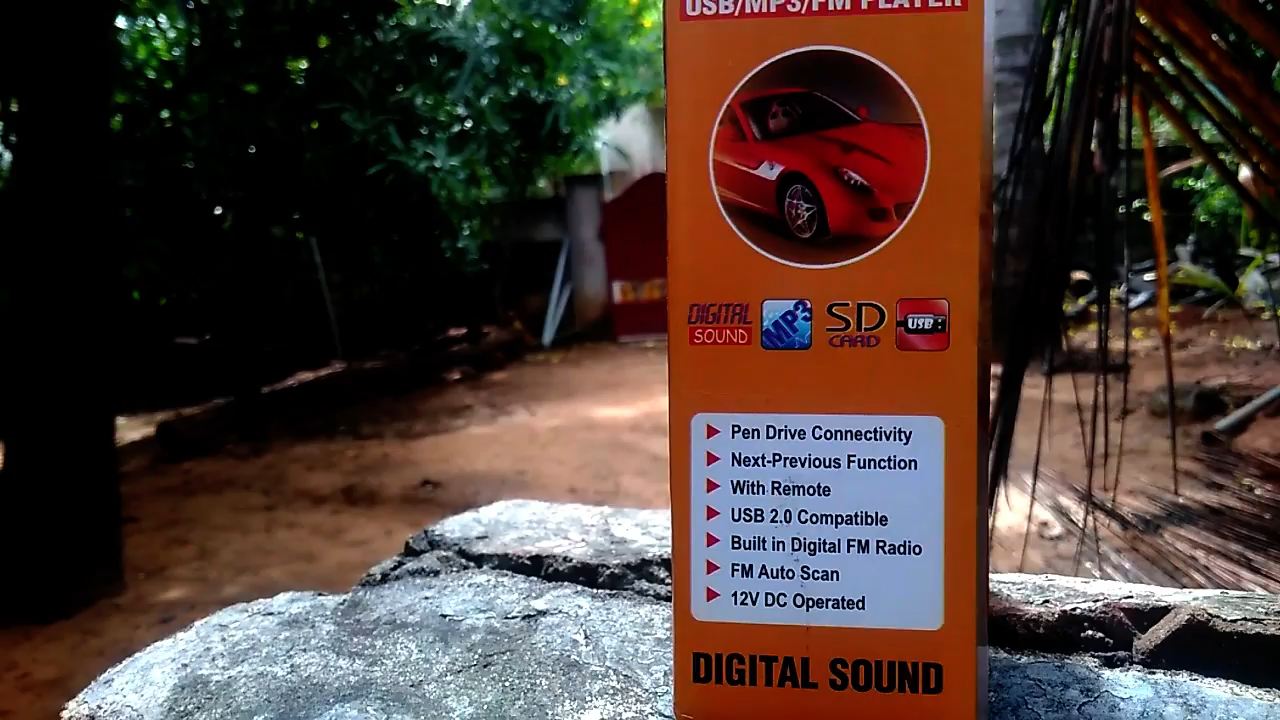 USB/MP3/FM PLAYER
DIGITAL
SOUND
MP3
SD
CARD
USB
Pen Drive Connectivity
Next-Previous Function
With Remote
USB 2.0 Compatible
Built in Digital FM Radio
FM Auto Scan
12V DC Operated
DIGITAL SOUND